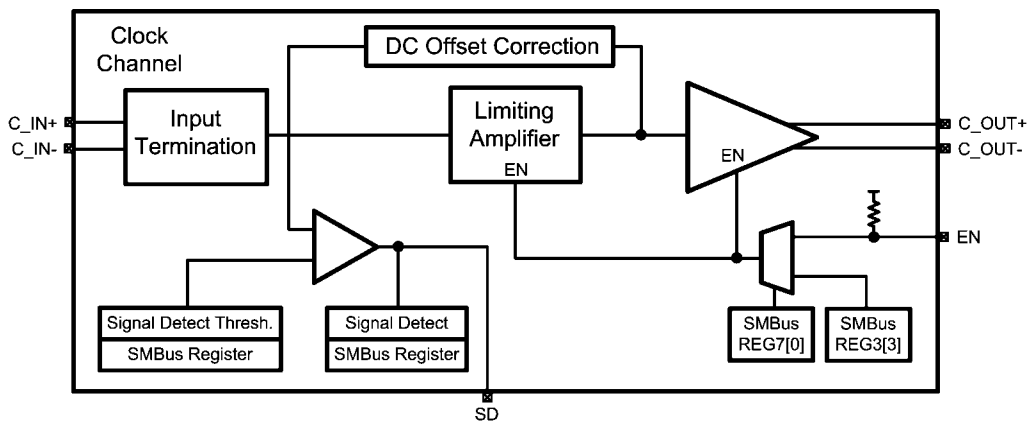 Clock
Channel
DC Offset Correction
C_IN+
C_IN-
Input
Termination
Limiting
Amplifier
EN
EN
C_OUT+
C_OUT-
EN
Signal Detect Thresh.
SMBus Register
Signal Detect
SMBus Register
SMBus
REG7[0]
SMBus
REG3[3]
SD